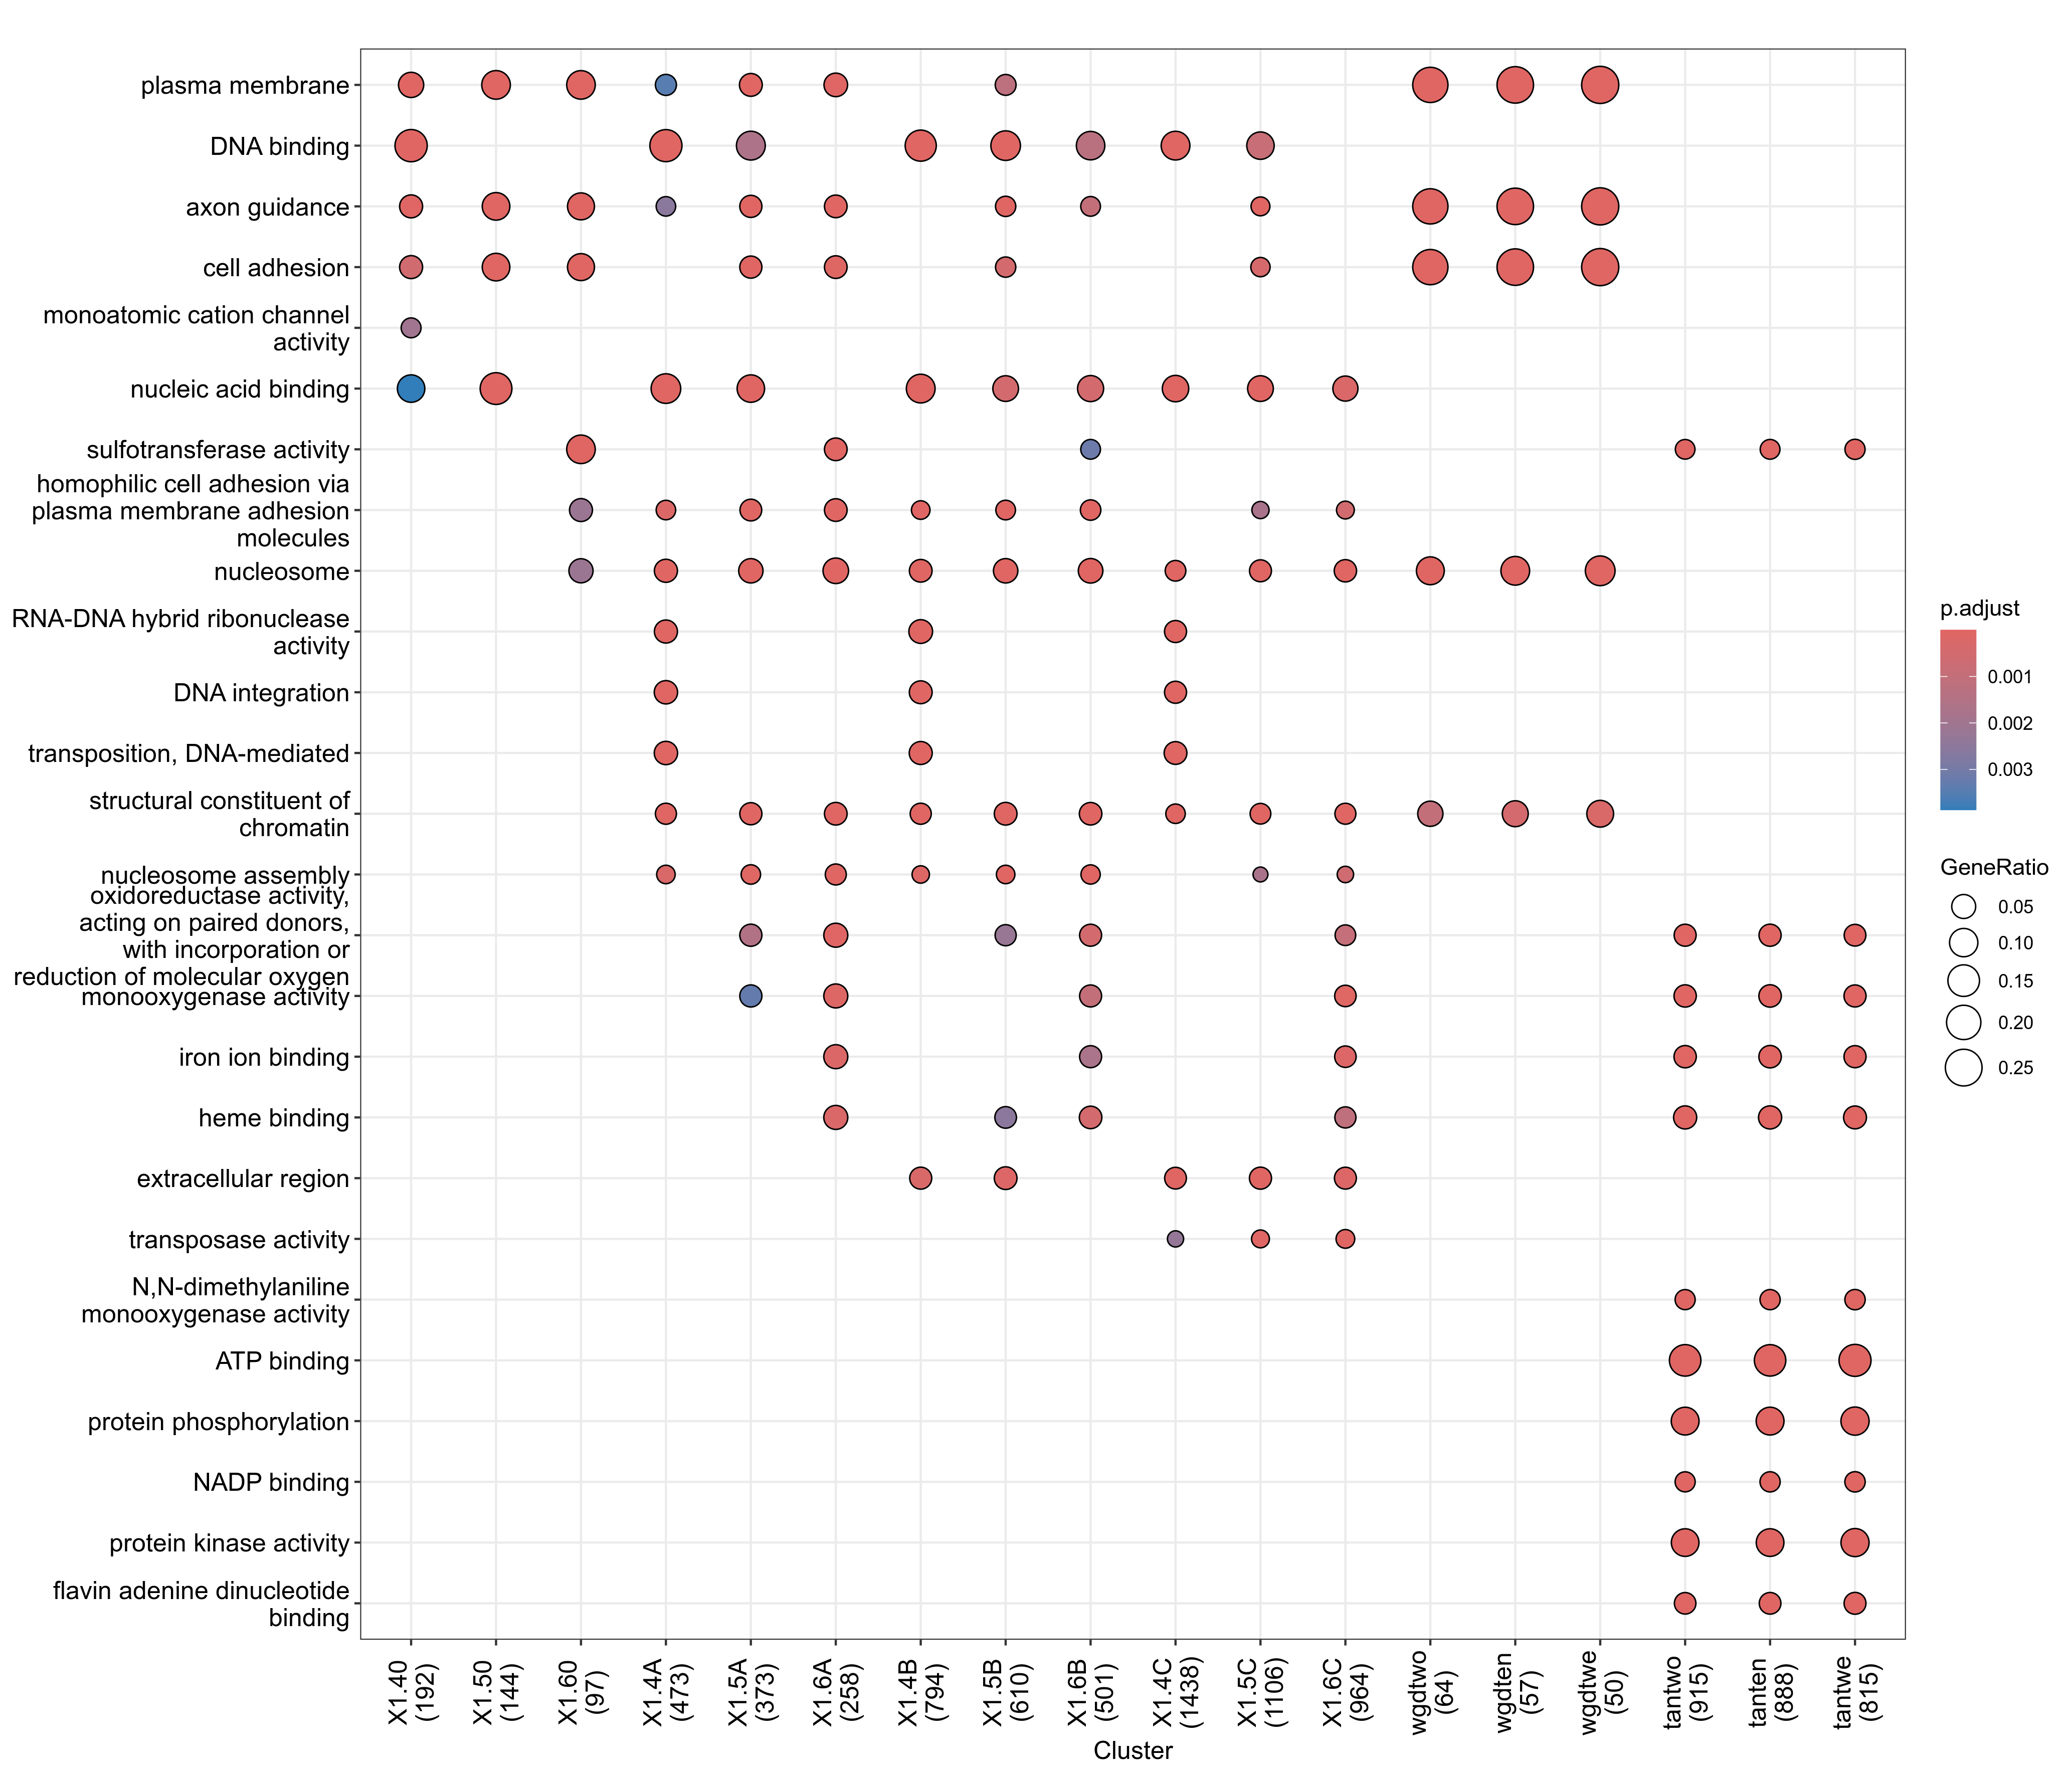 plasma membrane
DNA binding
axon guidance
cell adhesion
monoatomic cation channel
activity
nucleic acid binding
sulfotransferase activity
homophilic cell adhesion via
plasma membrane adhesion
molecules
nucleosome
RNA-DNA hybrid ribonuclease
activity
DNA integration
transposition, DNA-mediated
structural constituent of
chromatin
nucleosome assembly
oxidoreductase activity,
acting on paired donors,
with incorporation or
reduction of molecular oxygen
monooxygenase activity
iron ion binding
heme binding
extracellular region
transposase activity
N,N-dimethylaniline
monooxygenase activity
ATP binding
protein phosphorylation
NADP binding
protein kinase activity
flavin adenine dinucleotide
binding
X1.40
(192)
X1.50
(144)
X1.60
(97)
X1.4A
(473)
X1.5A
(373)
X1.6A
(258)
X1.4B
(794)
X1.5B
(610)
X1.6B
(501)
X1.4C
(1438)
X1.5C
(1106)
X1.6C
(964)
wgdtwo
(64)
wgdten
(57)
wgdtwe
(50)
tantwo
(915)
tanten
(888)
tantwe
(815)
Cluster
p.adjust
0.001
0.002
0.003
GeneRatio
0.05
0.10
0.15
0.20
0.25